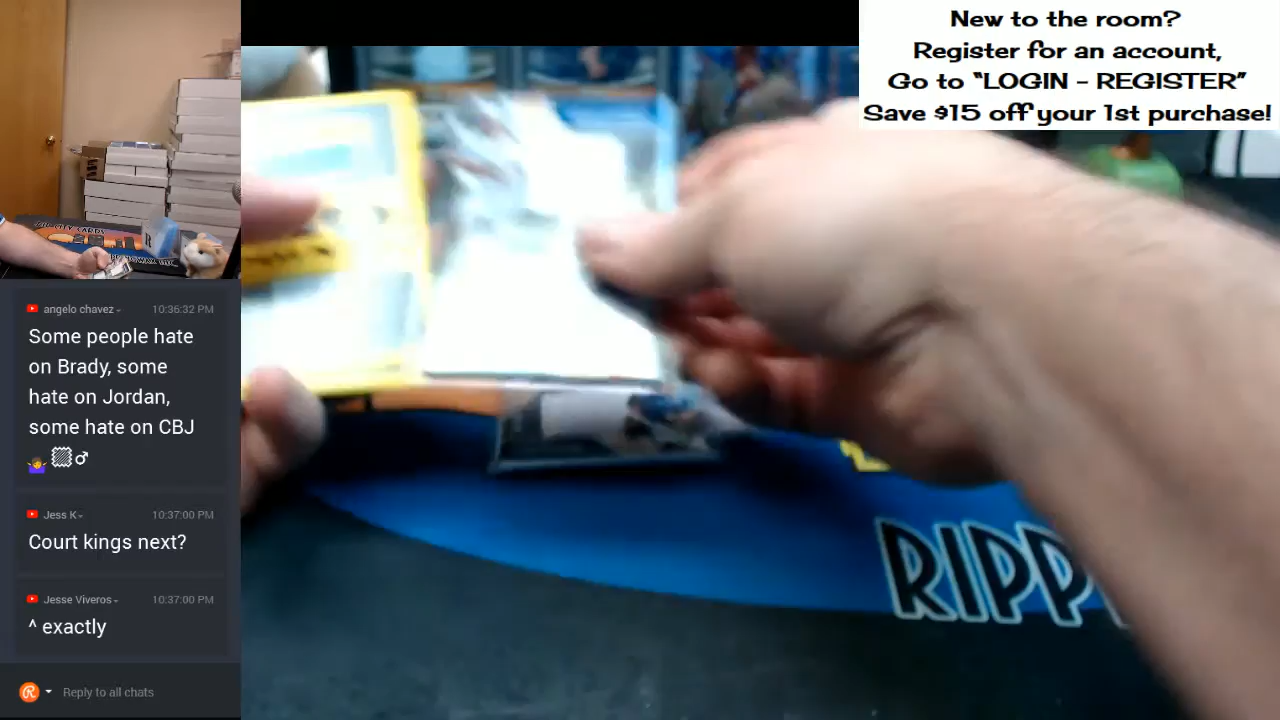 New to the room?
Register for an account,
Go to “LOGIN - REGISTER”
Save $15 off your 1st purchase!
angelo chavez
10:36:32 PM
Some people hate
on Brady, some
hate on Jordan,
some hate on CBJ
🤷▨♂
Jess K
10:37:00 PM
Court kings next?
Jesse Viveros
10:37:00 PM
^ exactly
Reply to all chats
RIPP